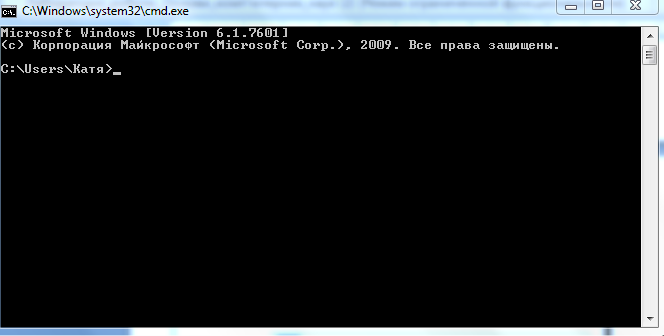 C:\Windows\system32\cmd.exe
Microsoft Windows [Version 6.1.7601]
(c) Корпорация Майкрософт (Microsoft Corp.), 2009. Все права защищены.
C:\Users\Катя>_